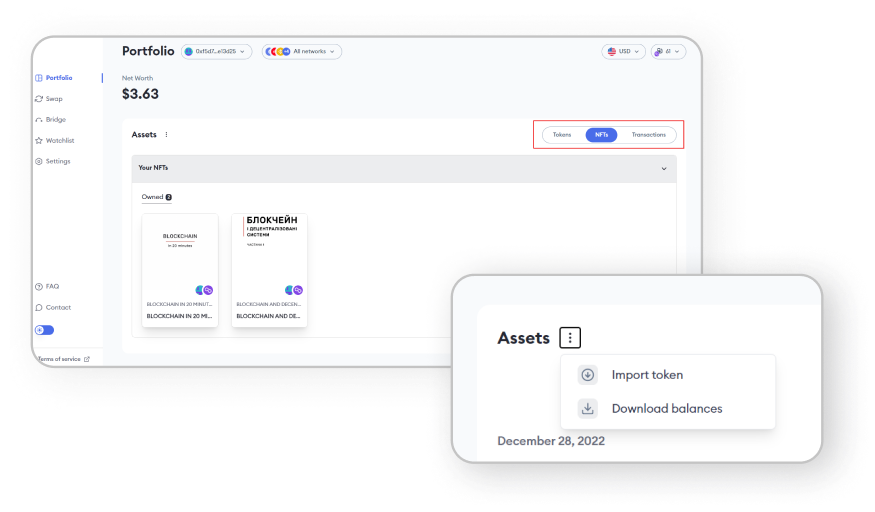 Portfolio
0xf5d7...e13d25
All networks
USD
61
Portfolio
Swap
Bridge
Watchlist
Settings
FAQ
Contact
Terms of service
Net Worth
$3.63
Assets
Tokens
NFTs
Transactions
Your NFTs
Owned 2
BLOCKCHAIN
in 20 minutes
BLOCKCHAIN IN 20 MINUT...
BLOCKCHAIN IN 20 MI...
БЛОКЧЕЙН
І ДЕЦЕНТРАЛІЗОВАНІ
СИСТЕМИ
ЧАСТИНА 1
BLOCKCHAIN AND DECEN...
BLOCKCHAIN AND DE...
Assets
Import token
Download balances
December 28, 2022